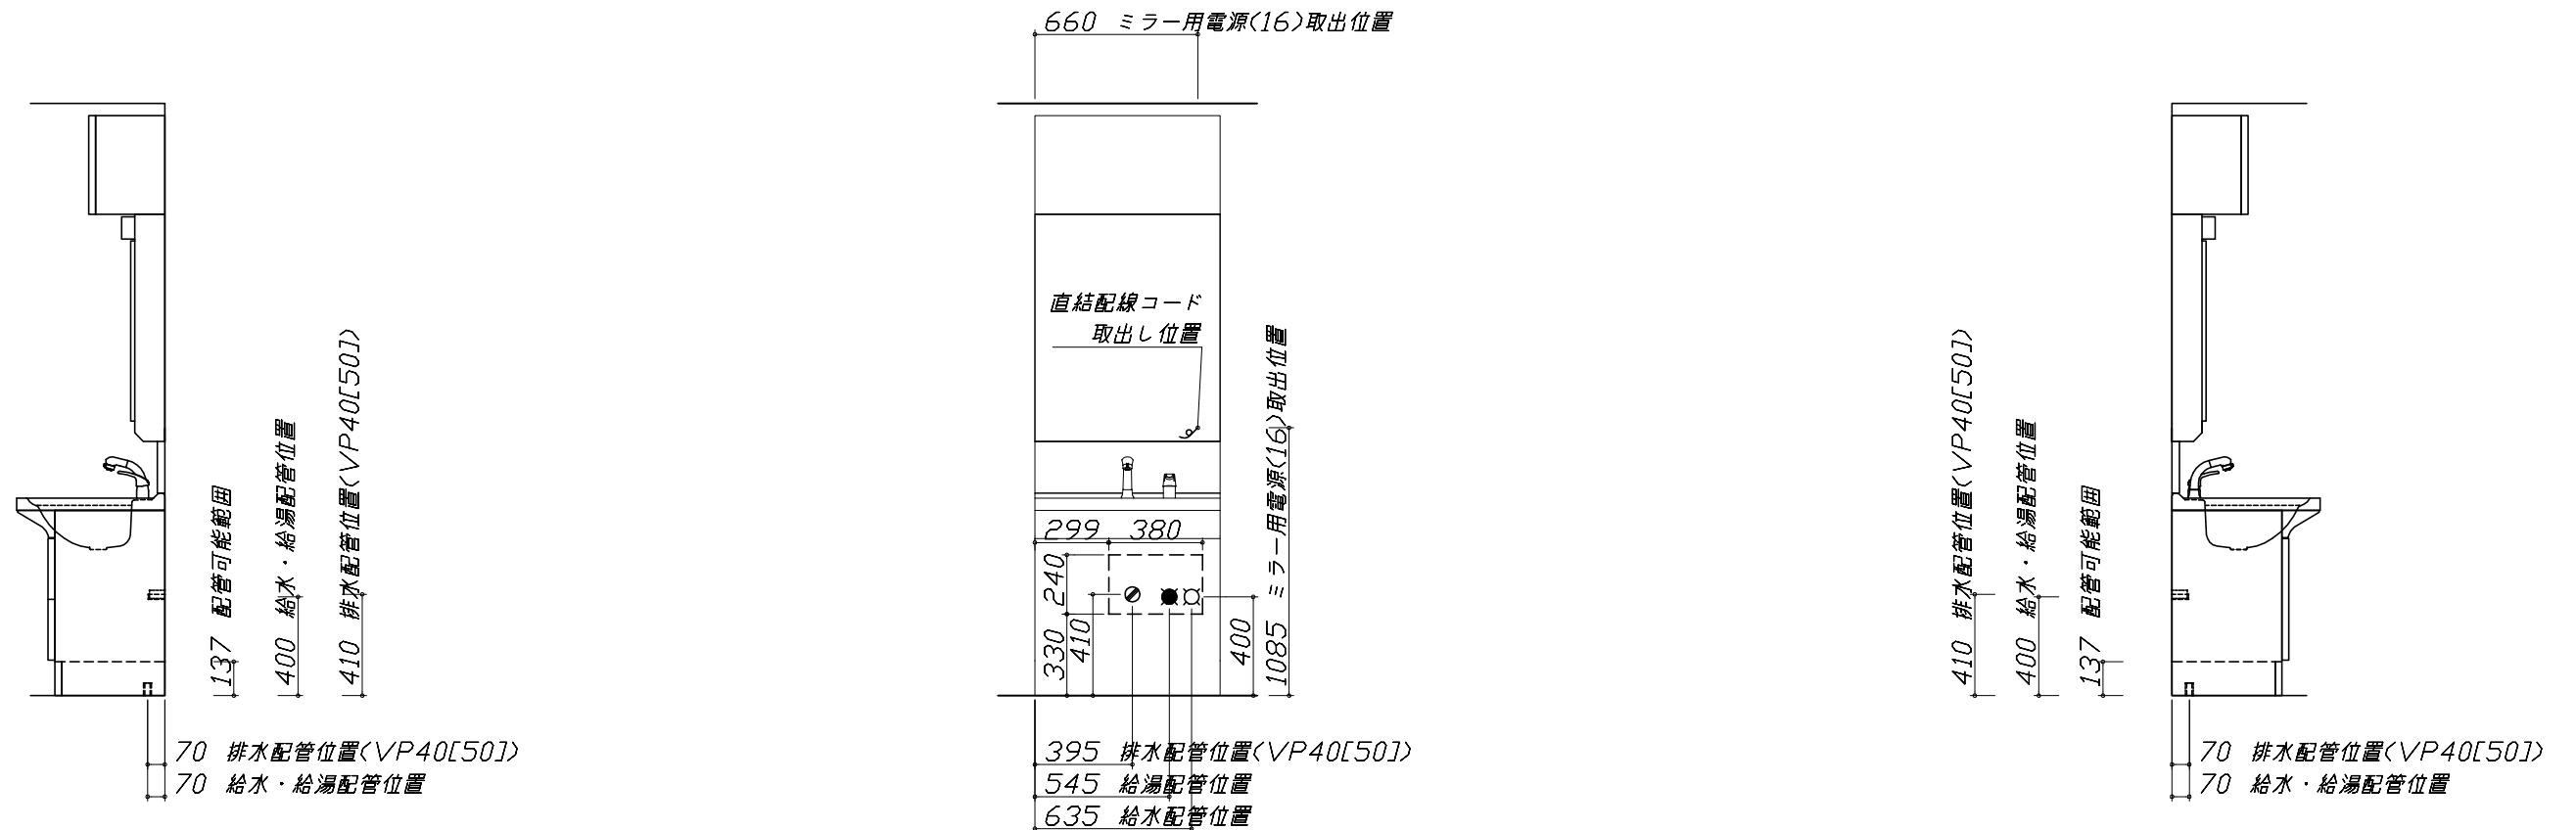 660 ミラー用電源(16)取出位置
直結配線コード
取出し位置
137 配管可能範囲
400 給水・給湯配管位置
410 排水配管位置(VP40[50])
70 排水配管位置(VP40[50])
70 給水・給湯配管位置
299
380
240
330
410
400
1085 ミラー用電源(16)取出位置
395 排水配管位置(VP40[50])
545 給湯配管位置
635 給水配管位置
410 排水配管位置(VP40[50])
400 給水・給湯配管位置
137 配管可能範囲
70 排水配管位置(VP40[50])
70 給水・給湯配管位置